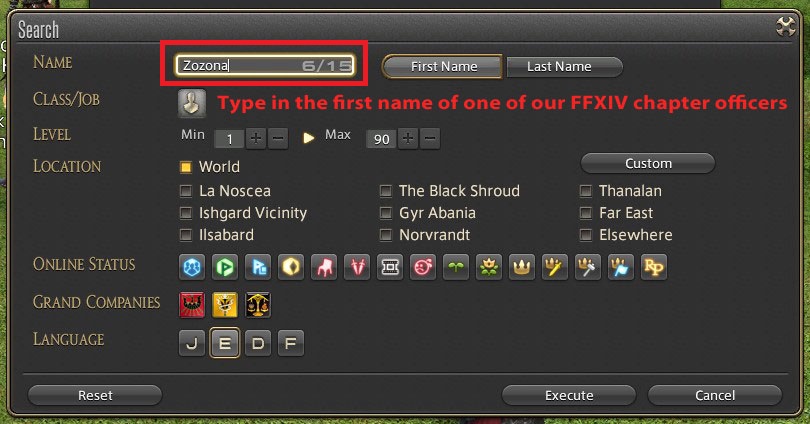 Search
NAME Zozona 6/15 First Name Last Name
CLASS/JOB Type in the first name of one of our FFXIV chapter officers
LEVEL Min 1 + - Max 90 + -
LOCATION World Custom
La Noscea The Black Shroud Thanalan
Ishgard Vicinity Gyr Abania Far East
Ilsabard Norvrandt Elsewhere
ONLINE STATUS RP
GRAND COMPANIES
LANGUAGE J E D F
Reset Execute Cancel